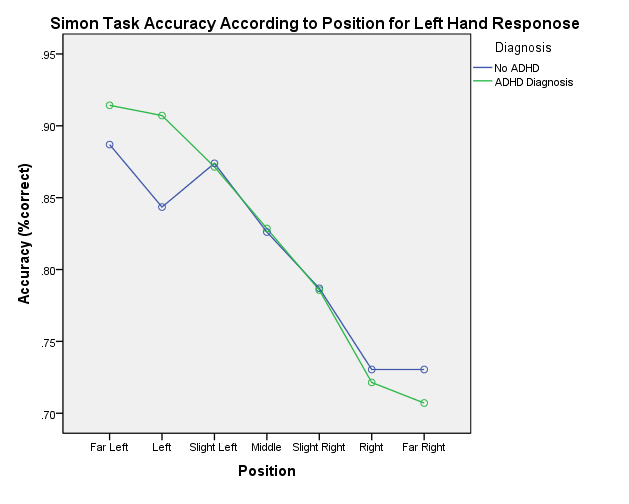 Simon Task Accuracy According to Position for Left Hand Responose
Diagnosis
No ADHD
ADHD Diagnosis
Accuracy (%correct)
.95
.90
.85
.80
.75
.70
Far Left Left Slight Left Middle Slight Right Right Far Right
Position